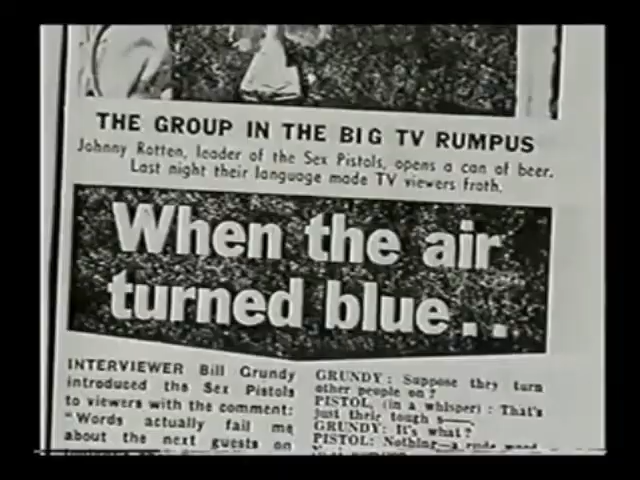 THE GROUP IN THE BIG TV RUMPUS
Johnny Rotten, leader of the Sex Pistols, opens a can of beer.
Last night their language made TV viewers froth.
When the air
turned blue...
INTERVIEWER Bill Grundy
introduced the Sex Pistols
to viewers with the comment:
"Words actually fail me
about the next guests on
GRUNDY: Suppose they turn
other people on?
PISTOL (in a whisper): That's
just their tough s——.
GRUNDY: It's what?
PISTOL: Nothing—a rude word.